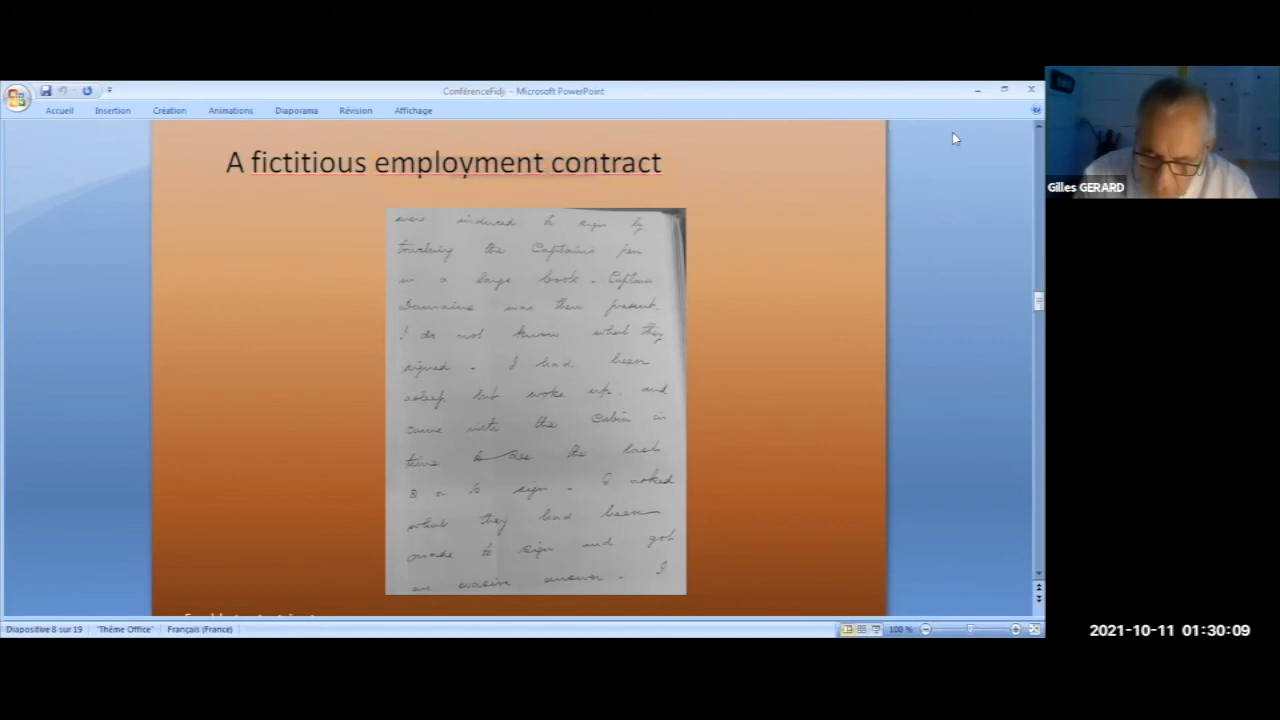 ConférenceFidji - Microsoft PowerPoint
Accueil Insertion Création Animations Diaporama Révision Affichage
Gilles GERARD
A fictitious employment contract
were induced to sign by
touching the Captain's pen
in a large book. Captain
was then present.
I do not know what they
signed. I had been
asleep but woke up and
came into the Cabin in
time to see the last
8 or 10 sign. I asked
what they had been
made to sign and got
an evasive answer. I
Diapositive 8 sur 19 "Thème Office" Français (France) 100 %
2021-10-11 01:30:09